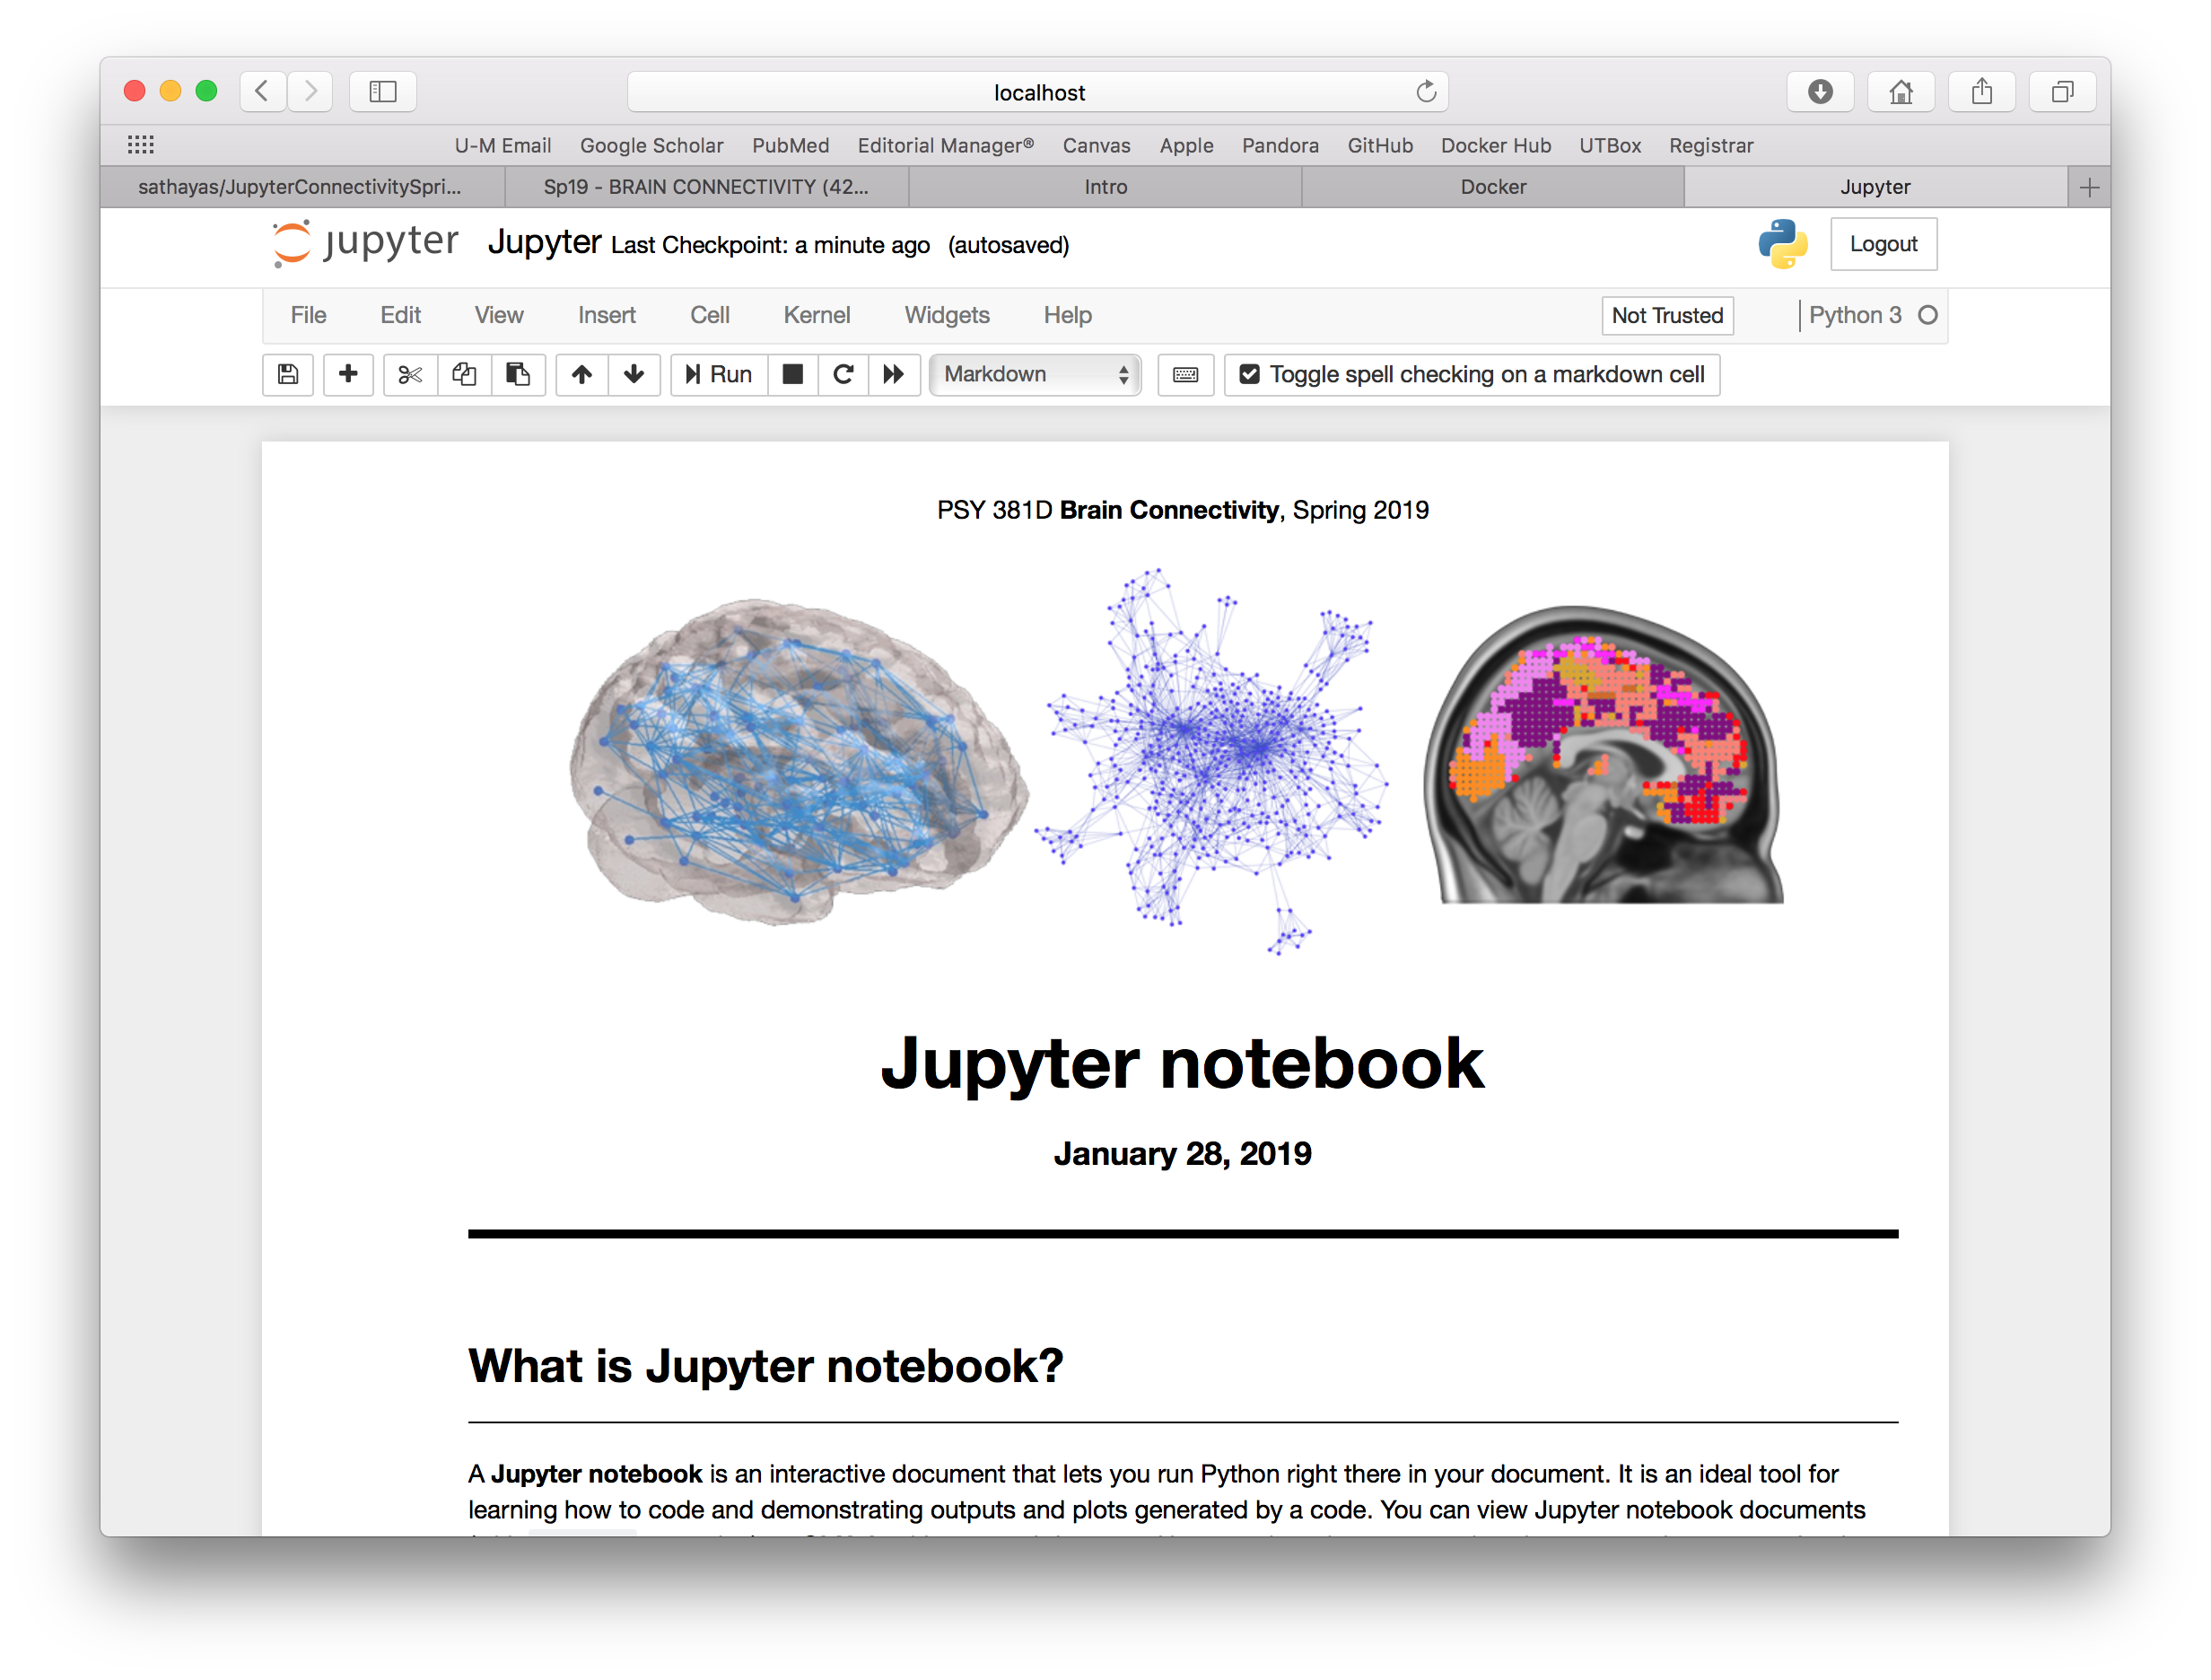 localhost
U-M Email Google Scholar PubMed Editorial Manager® Canvas Apple Pandora GitHub Docker Hub UTBox Registrar
sathayas/JupyterConnectivitySpri... Sp19 - BRAIN CONNECTIVITY (42... Intro Docker Jupyter
jupyter Jupyter Last Checkpoint: a minute ago (autosaved) Logout
File Edit View Insert Cell Kernel Widgets Help Not Trusted Python 3
Run Markdown Toggle spell checking on a markdown cell
PSY 381D Brain Connectivity, Spring 2019
Jupyter notebook
January 28, 2019
What is Jupyter notebook?
A Jupyter notebook is an interactive document that lets you run Python right there in your document. It is an ideal tool for
learning how to code and demonstrating outputs and plots generated by a code. You can view Jupyter notebook documents